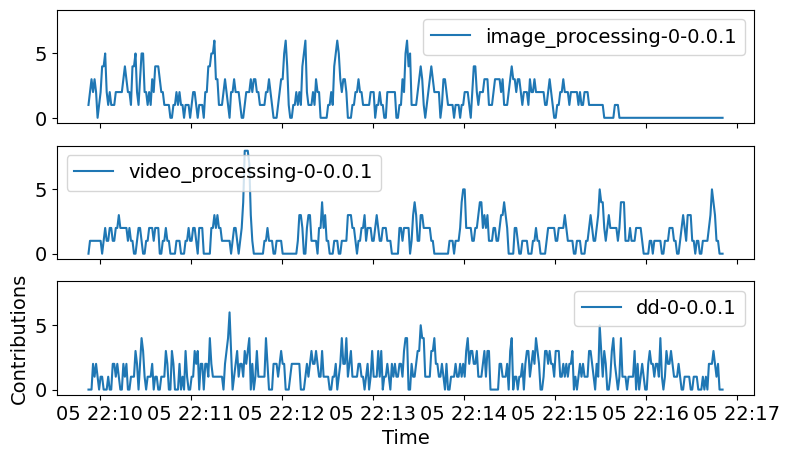 image_processing-0-0.0.1
5
0
video_processing-0-0.0.1
5
0
dd-0-0.0.1
5
0
Contributions
05 22:10 05 22:11 05 22:12 05 22:13 05 22:14 05 22:15 05 22:16 05 22:17
Time